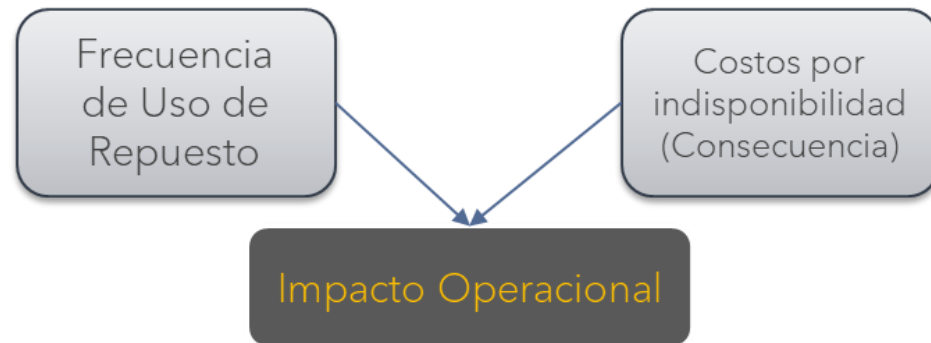 Frecuencia
de Uso de
Repuesto
Costos por
indisponibilidad
(Consecuencia)
Impacto Operacional